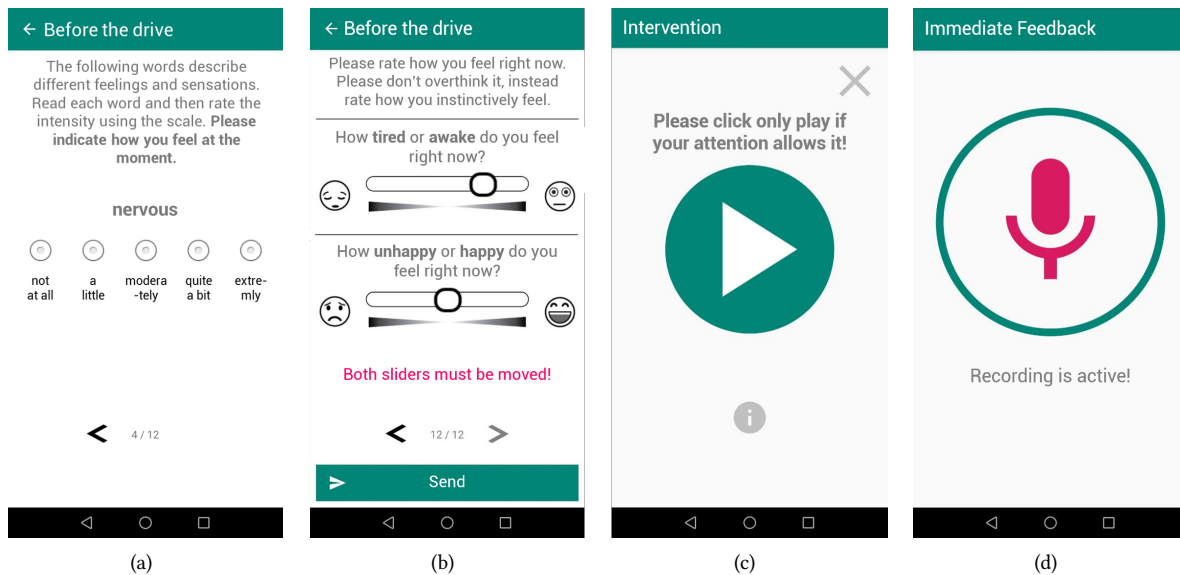 ← Before the drive
The following words describe
different feelings and sensations.
Read each word and then rate the
intensity using the scale. Please
indicate how you feel at the
moment.
nervous
not
at all
a
little
modera
-tely
quite
a bit
extre-
mly
4 / 12
(a)
← Before the drive
Please rate how you feel right now.
Please don't overthink it, instead
rate how you instinctively feel.
How tired or awake do you feel
right now?
How unhappy or happy do you
feel right now?
Both sliders must be moved!
12 / 12
Send
(b)
Intervention
Please click only play if
your attention allows it!
i
(c)
Immediate Feedback
Recording is active!
(d)